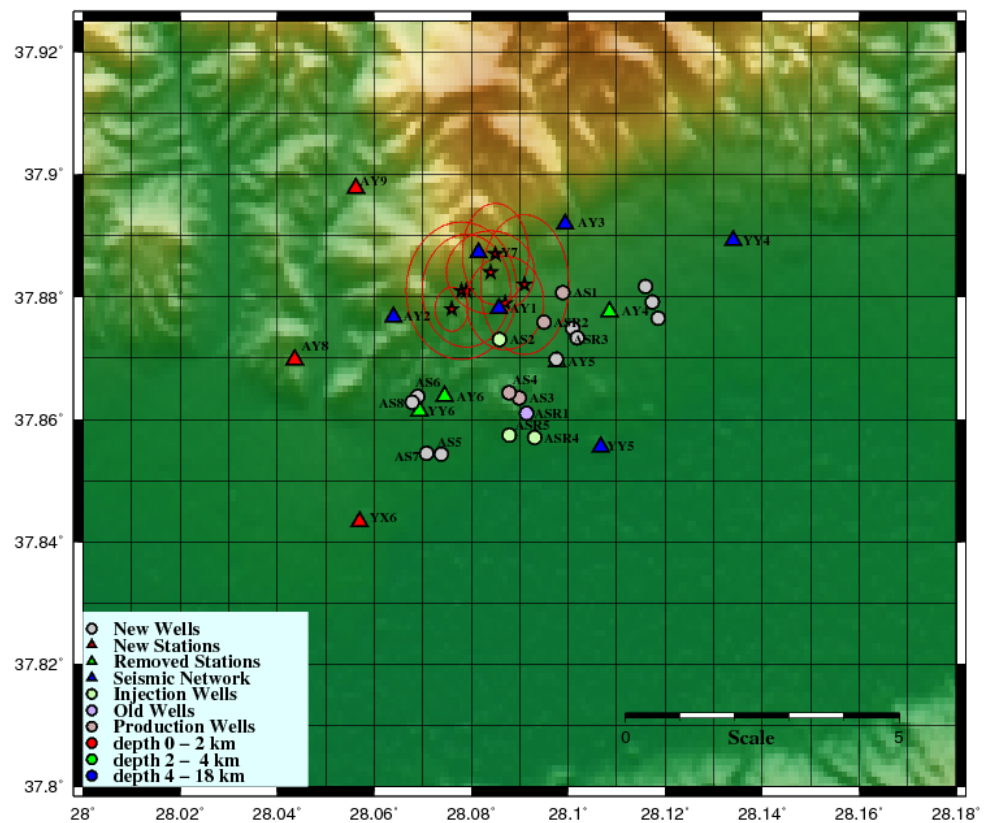 37.92°
37.9°
AY9
AY3
YY4
Y7
37.88°
AS1
AY1
AY4
AY2
ASR2
ASR3
AS2
AY8
AY5
AS4
AS6
AS3
AY6
AS8
37.86°
YY6
ASR1
ASR5
ASR4
AS5
YY5
AS7
YX6
37.84°
New Wells
New Stations
Removed Stations
37.82°
Seismic Network
Injection Wells
Old Wells
Production Wells
depth 0 – 2 km
depth 2 – 4 km
depth 4 – 18 km
0
Scale
5
37.8°
28°
28.02°
28.04°
28.06°
28.08°
28.1°
28.12°
28.14°
28.16°
28.18°